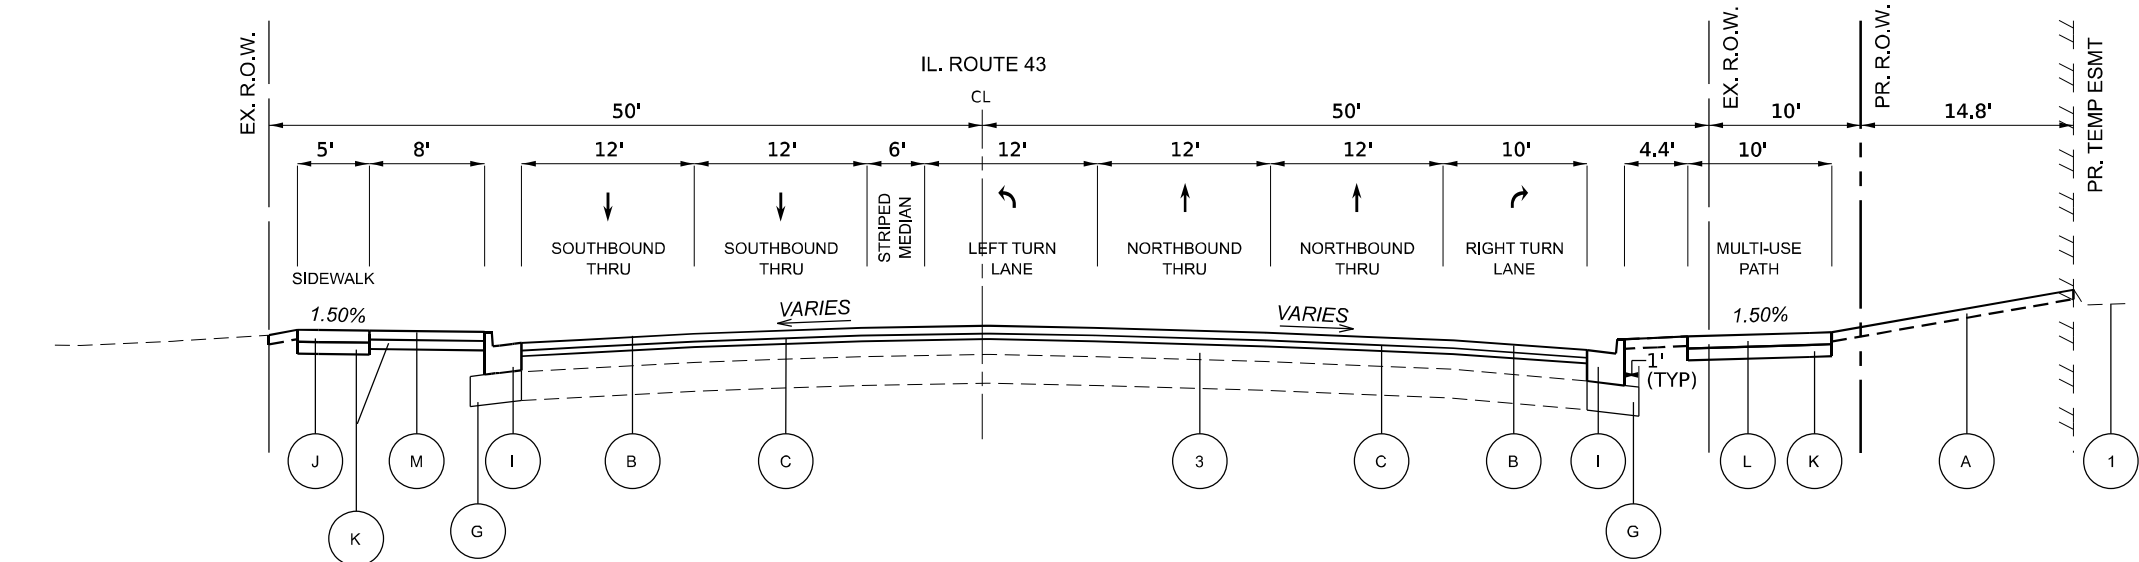 EX. R.O.W.
IL. ROUTE 43
CL
EX. R.O.W.
PR. R.O.W.
PR. TEMP ESMT
50'
50'
10'
14.8'
5'
8'
12'
12'
6'
12'
12'
12'
10'
4.4'
10'
SIDEWALK
SOUTHBOUND
THRU
SOUTHBOUND
THRU
STRIPED
MEDIAN
LEFT TURN
LANE
NORTHBOUND
THRU
NORTHBOUND
THRU
RIGHT TURN
LANE
MULTI-USE
PATH
1.50%
VARIES
VARIES
1.50%
1'
(TYP)
J
M
I
B
C
3
C
B
I
L
K
A
1
K
G
G